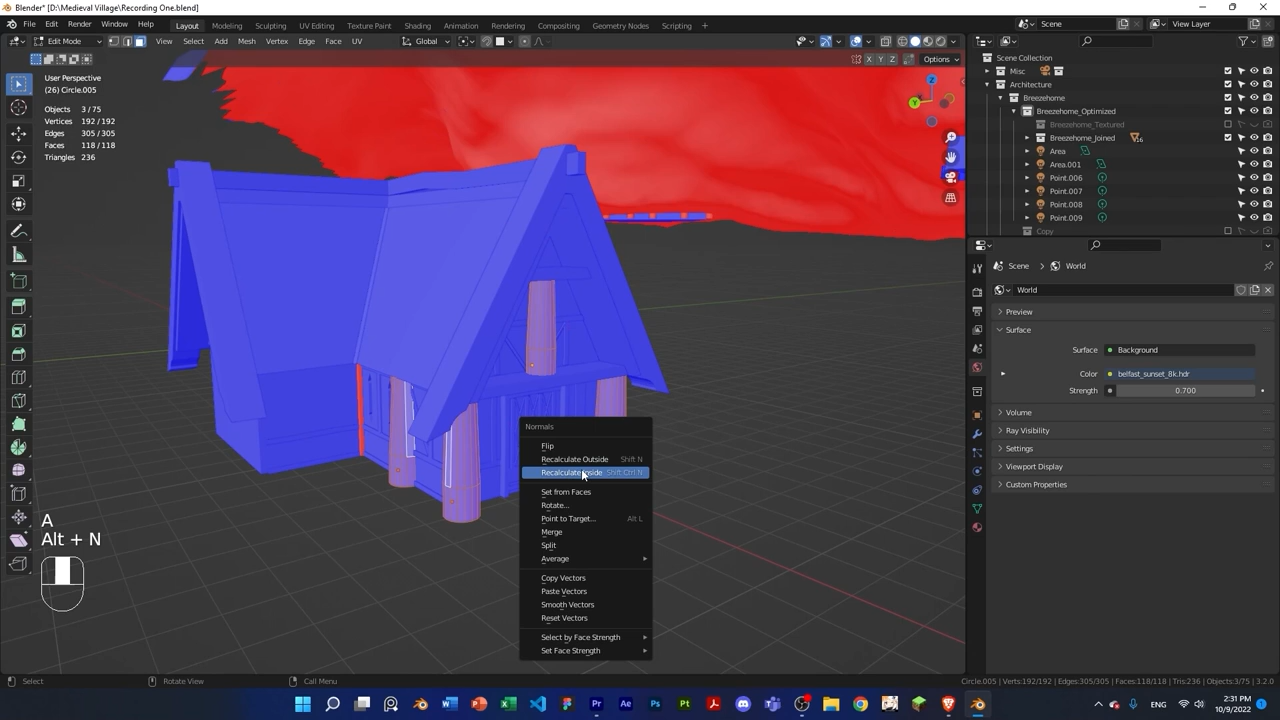 Blender* [D:\Medieval Village\Recording One.blend]
File Edit Render Window Help Layout Modeling Sculpting UV Editing Texture Paint Shading Animation Rendering Compositing Geometry Nodes Scripting + Scene View Layer
Edit Mode View Select Add Mesh Vertex Edge Face UV Global
X Y Z Options
User Perspective
(26) Circle.005
Objects 3 / 75
Vertices 192 / 192
Edges 305 / 305
Faces 118 / 118
Triangles 236
Z
Y
Scene Collection
Misc
Architecture
Breezehome
Breezehome_Optimized
Breezehome_Textured
Breezehome_Joined 16
Area
Area.001
Point.006
Point.007
Point.008
Point.009
Copy
Scene > World
World
Preview
Surface
Surface Background
Color belfast_sunset_8k.hdr
Strength 0.700
Volume
Ray Visibility
Settings
Viewport Display
Custom Properties
Normals
Flip
Recalculate Outside Shift N
Recalculate Inside Shift Ctrl N
Set from Faces
Rotate...
Point to Target... Alt L
Merge
Split
Average
Copy Vectors
Paste Vectors
Smooth Vectors
Reset Vectors
Select by Face Strength
Set Face Strength
A
Alt + N
Select Rotate View Call Menu Circle.005 | Verts:192/192 | Edges:305/305 | Faces:118/118 | Tris:236 | Objects:3/75 | 3.2.0
ENG 2:31 PM
10/9/2022